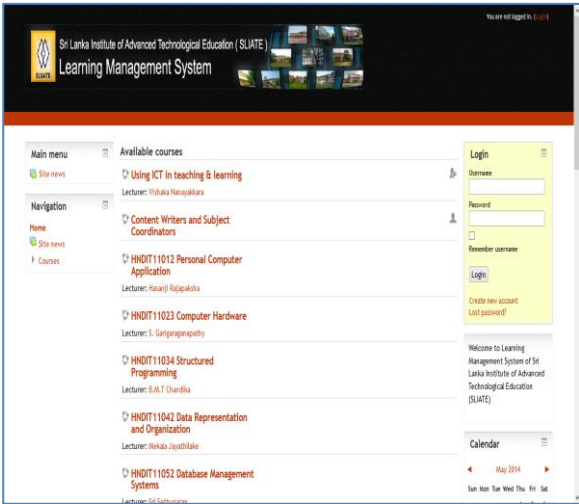 You are not logged in. (Login)
Sri Lanka Institute of Advanced Technological Education ( SLIATE )
Learning Management System
SLIATE
Main menu
Site news
Navigation
Home
Site news
Courses
Available courses
Using ICT in teaching & learning
Lecturer: Vishaka Nanayakkara
Content Writers and Subject
Coordinators
HNDIT11012 Personal Computer
Application
Lecturer: Hasanji Rajapaksha
HNDIT11023 Computer Hardware
Lecturer: S. Garigaraganapathy
HNDIT11034 Structured
Programming
Lecturer: B.M.T Chandika
HNDIT11042 Data Representation
and Organization
Lecturer: Mekala Jayathilake
HNDIT11052 Database Management
Systems
Login
Username
Password
Remember username
Login
Create new account
Lost password?
Welcome to Learning
Management System of Sri
Lanka Institute of Advanced
Technological Education
(SLIATE)
Calendar
May 2014
Sun Mon Tue Wed Thu Fri Sat